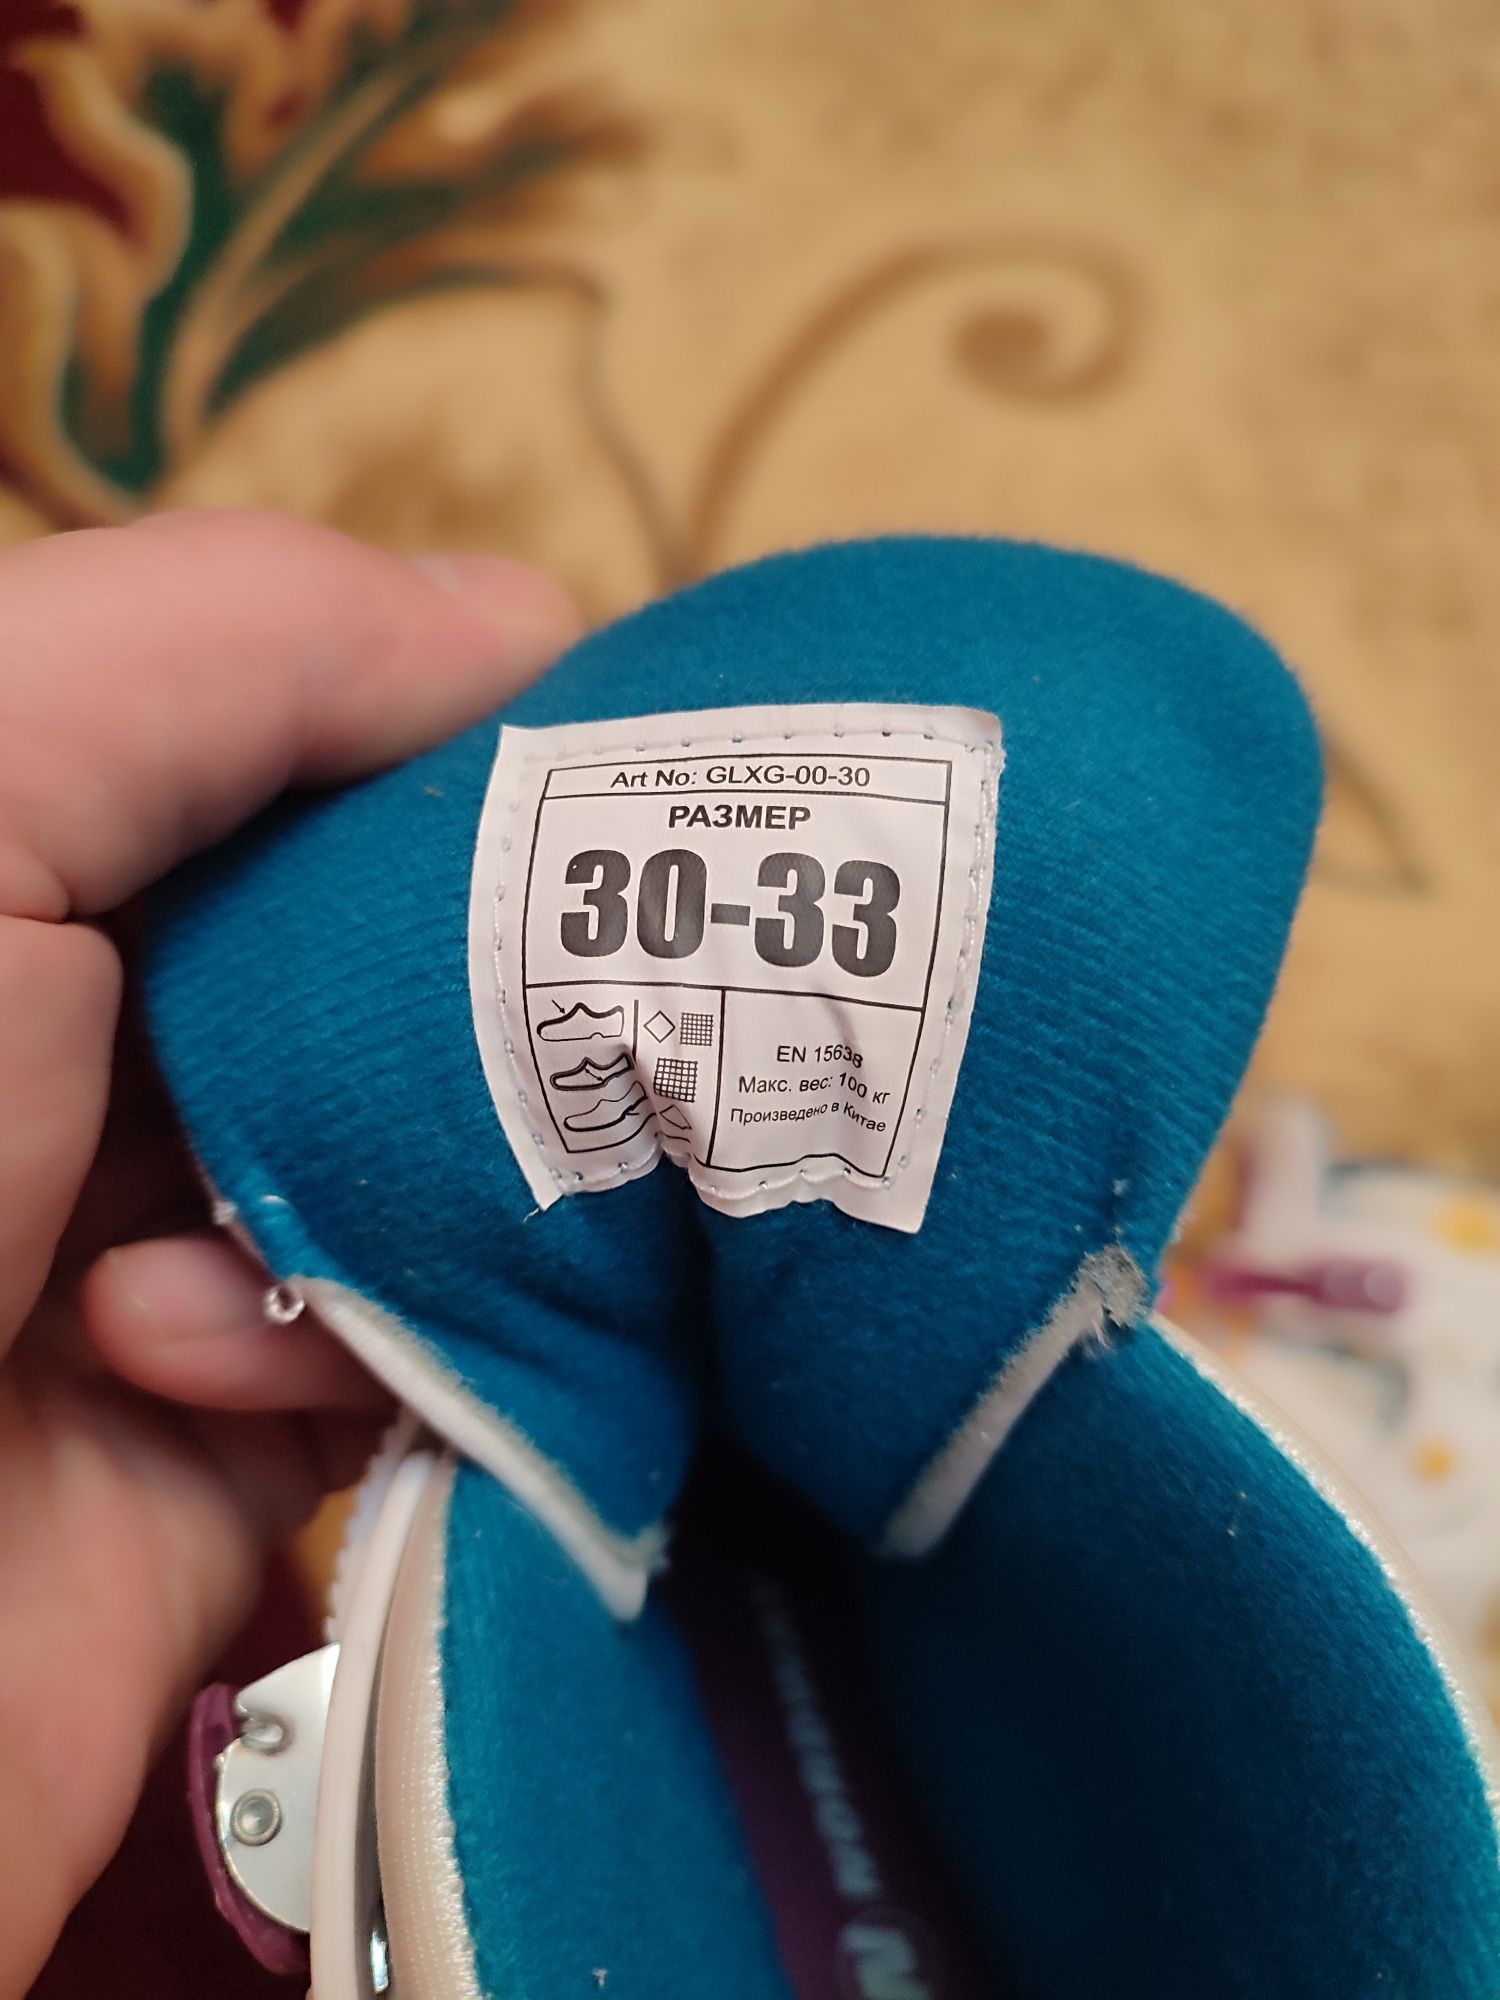 Art No: GLXG-00-30
РАЗМЕР
30-33
EN 15638
Макс. вес: 100 кг
Произведено в Китае